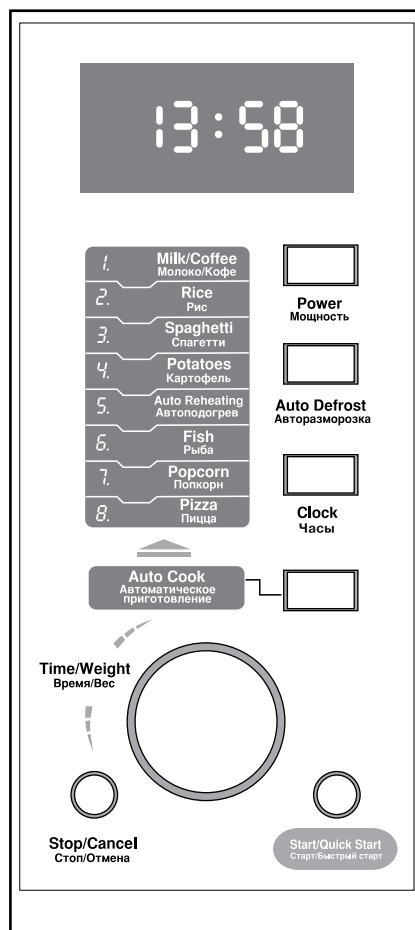 13:58
1. Milk/Coffee
Молоко/Кофе
2. Rice
Рис
3. Spaghetti
Спагетти
4. Potatoes
Картофель
5. Auto Reheating
Автоподогрев
6. Fish
Рыба
7. Popcorn
Попкорн
8. Pizza
Пицца
Power
Мощность
Auto Defrost
Авторазморозка
Clock
Часы
Auto Cook
Автоматическое
приготовление
Time/Weight
Время/Вес
Stop/Cancel
Стоп/Отмена
Start/Quick Start
Старт/Быстрый старт